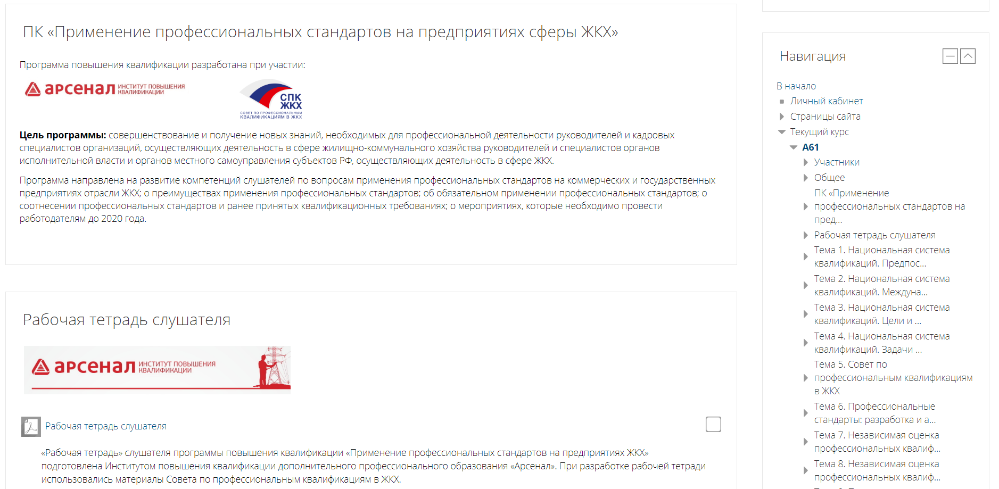 ПК «Применение профессиональных стандартов на предприятиях сферы ЖКХ»
Программа повышения квалификации разработана при участии:
арсенал ИНСТИТУТ ПОВЫШЕНИЯ
КВАЛИФИКАЦИИ
СПК
ЖКХ
СОВЕТ ПО ПРОФЕССИОНАЛЬНЫМ
КВАЛИФИКАЦИЯМ В ЖКХ
Цель программы: совершенствование и получение новых знаний, необходимых для профессиональной деятельности руководителей и кадровых
специалистов организаций, осуществляющих деятельность в сфере жилищно-коммунального хозяйства руководителей и специалистов органов
исполнительной власти и органов местного самоуправления субъектов РФ, осуществляющих деятельность в сфере ЖКХ.
Программа направлена на развитие компетенций слушателей по вопросам применения профессиональных стандартов на коммерческих и государственных
предприятиях отрасли ЖКХ; о преимуществах применения профессиональных стандартов; об обязательном применении профессиональных стандартов; о
соотнесении профессиональных стандартов и ранее принятых квалификационных требованиях; о мероприятиях, которые необходимо провести
работодателям до 2020 года.
Рабочая тетрадь слушателя
арсенал ИНСТИТУТ ПОВЫШЕНИЯ
КВАЛИФИКАЦИИ
Рабочая тетрадь слушателя
«Рабочая тетрадь» слушателя программы повышения квалификации «Применение профессиональных стандартов на предприятиях ЖКХ»
подготовлена Институтом повышения квалификации дополнительного профессионального образования «Арсенал». При разработке рабочей тетради
использовались материалы Совета по профессиональным квалификациям в ЖКХ.
Навигация
В начало
Личный кабинет
Страницы сайта
Текущий курс
А61
Участники
Общее
ПК «Применение
профессиональных стандартов на
пред...
Рабочая тетрадь слушателя
Тема 1. Национальная система
квалификаций. Предпос...
Тема 2. Национальная система
квалификаций. Междуна...
Тема 3. Национальная система
квалификаций. Цели и ...
Тема 4. Национальная система
квалификаций. Задачи ...
Тема 5. Совет по
профессиональным квалификациям
в ЖКХ
Тема 6. Профессиональные
стандарты: разработка и а...
Тема 7. Независимая оценка
профессиональных квалиф...
Тема 8. Независимая оценка
профессиональных квалиф...